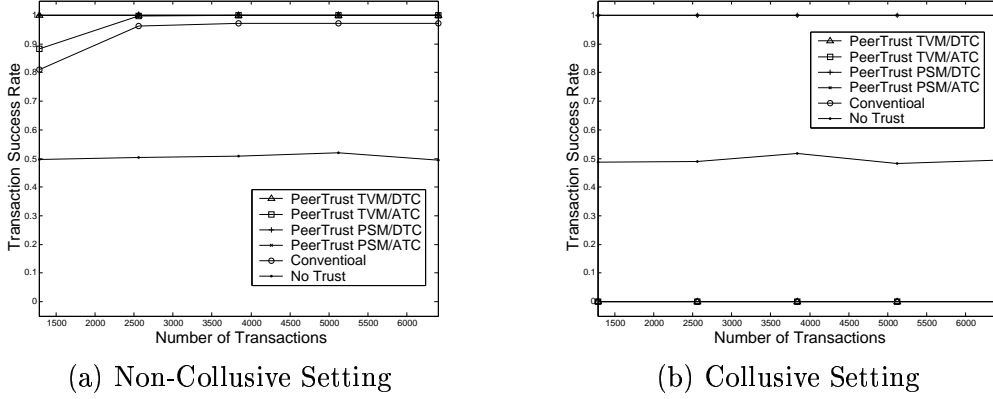 1
0.9
0.8
0.7
0.6
0.5
0.4
0.3
0.2
0.1
0
Transaction Success Rate
PeerTrust TVM/DTC
PeerTrust TVM/ATC
PeerTrust PSM/DTC
PeerTrust PSM/ATC
Conventioal
No Trust
1500 2000 2500 3000 3500 4000 4500 5000 5500 6000
Number of Transactions
(a) Non-Collusive Setting
1
0.9
0.8
0.7
0.6
0.5
0.4
0.3
0.2
0.1
0
Transaction Success Rate
PeerTrust TVM/DTC
PeerTrust TVM/ATC
PeerTrust PSM/DTC
PeerTrust PSM/ATC
Conventioal
No Trust
1500 2000 2500 3000 3500 4000 4500 5000 5500 6000
Number of Transactions
(b) Collusive Setting